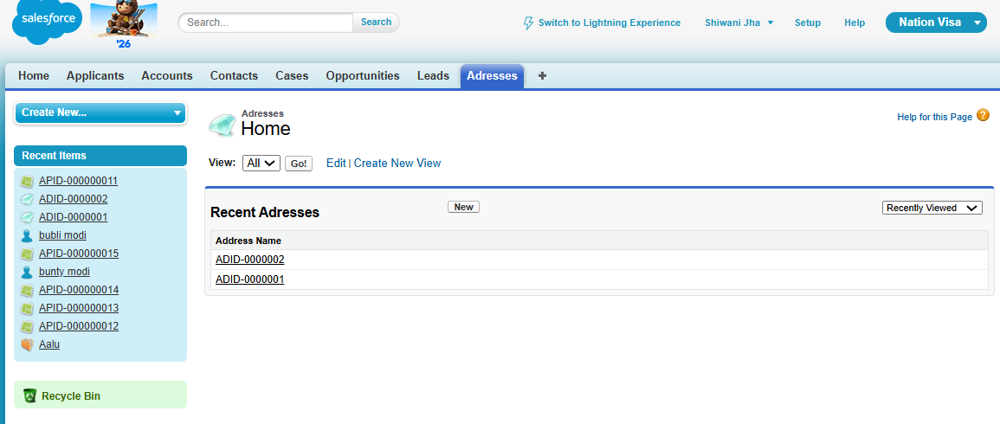 salesforce
'26
Search...
Search
Switch to Lightning Experience
Shiwani Jha
Setup
Help
Nation Visa
Home Applicants Accounts Contacts Cases Opportunities Leads Adresses +
Create New...
Recent Items
APID-000000011
ADID-0000002
ADID-0000001
bubli modi
APID-000000015
bunty modi
APID-000000014
APID-000000013
APID-000000012
Aalu
Recycle Bin
Adresses
Home
Help for this Page ?
View: All Go! Edit | Create New View
Recent Adresses
New
Recently Viewed
Address Name
ADID-0000002
ADID-0000001